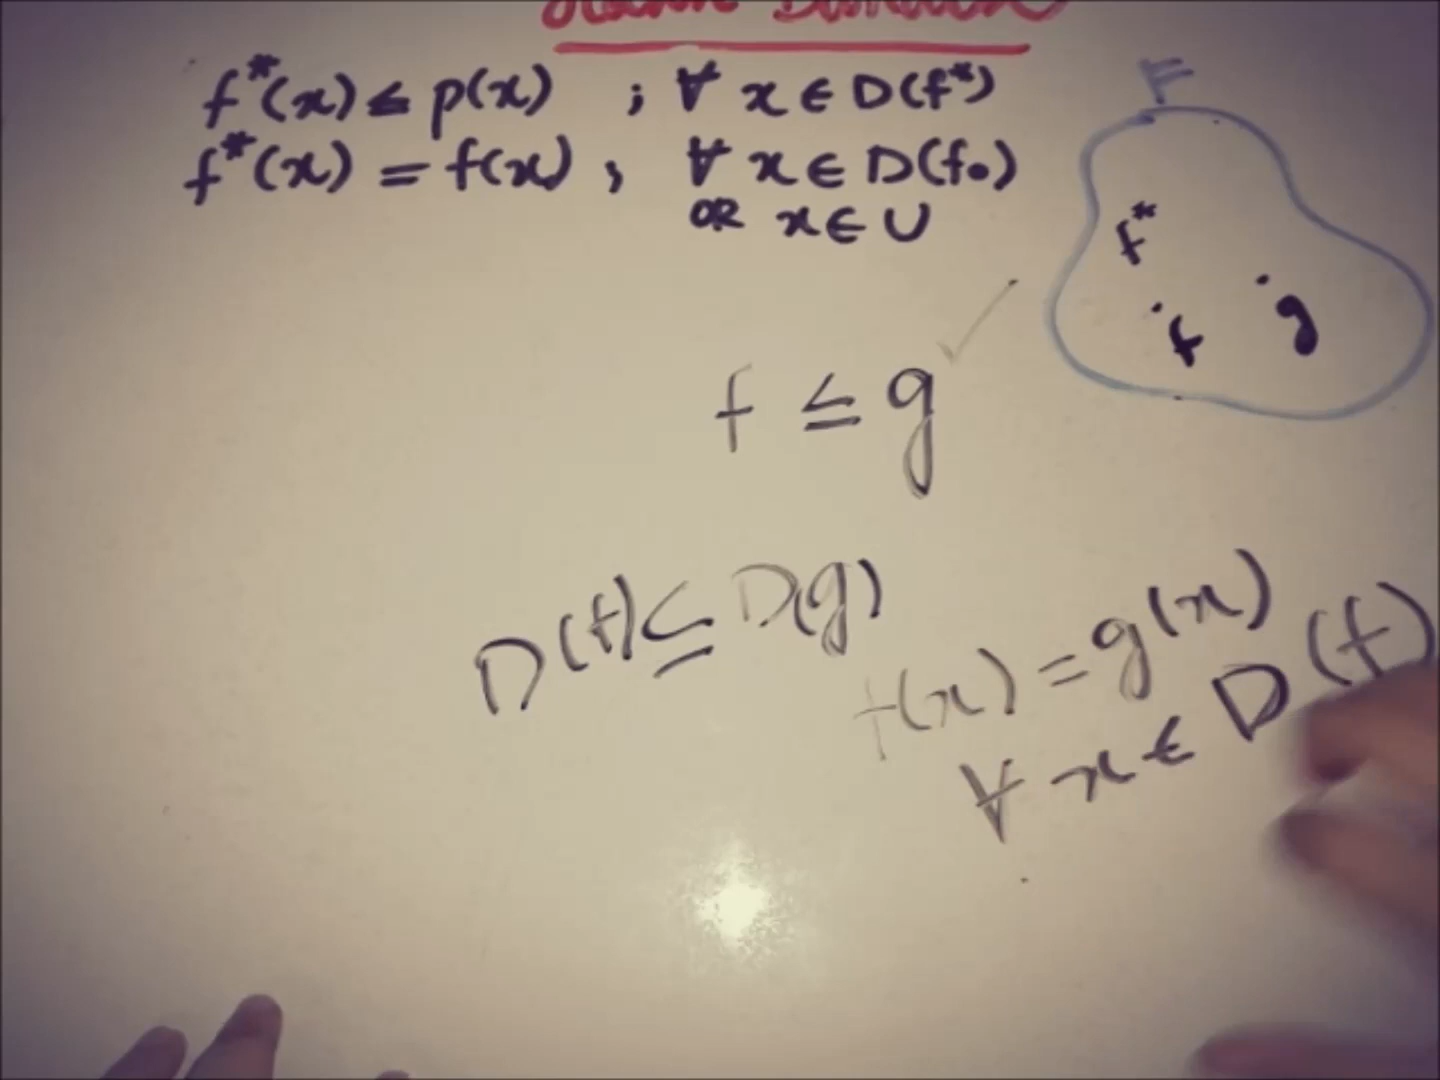 f*(x) ≤ p(x) ; ∀ x ∈ D(f*)
f*(x) = f(x) , ∀ x ∈ D(f₀)
OR x ∈ U
F
f*
f
g
f ≤ g
D(f) ⊆ D(g)
f(x) = g(x)
∀ x ∈ D(f)